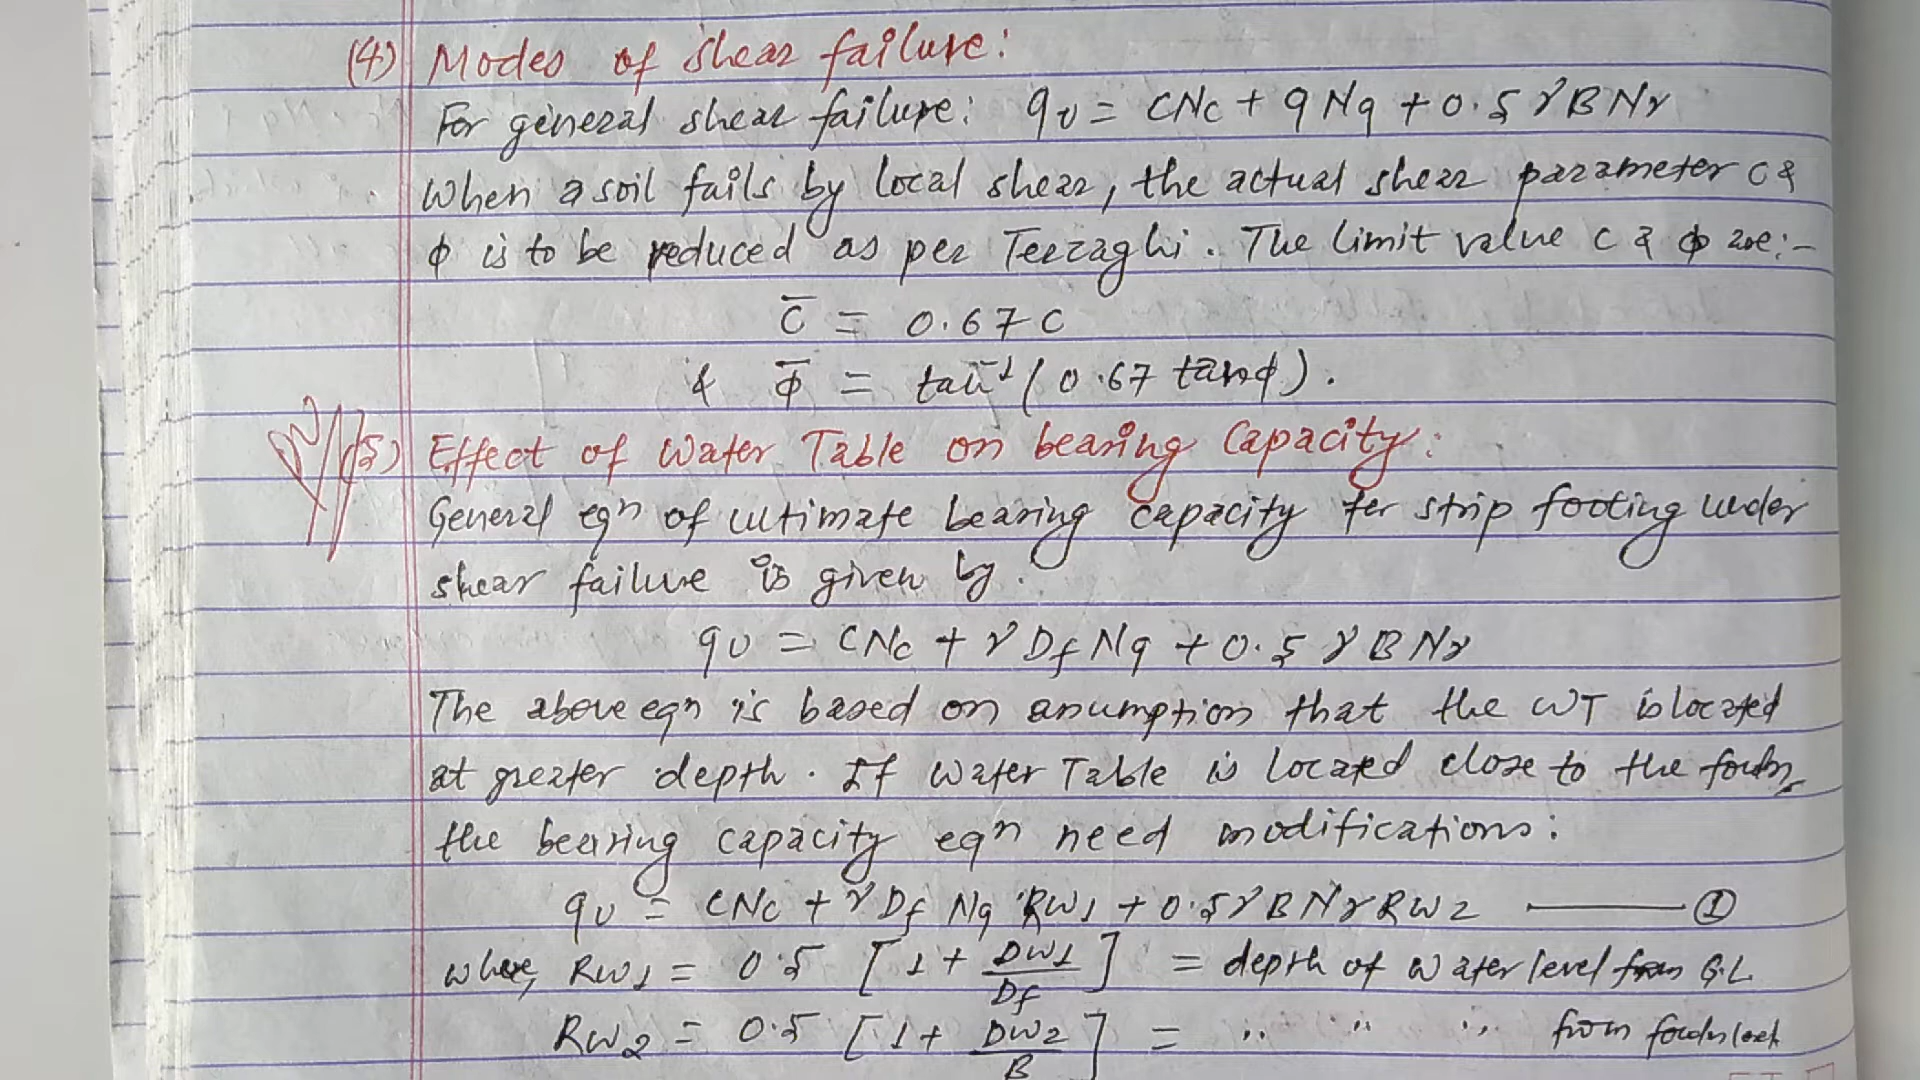 (4) Modes of shear failure:
For general shear failure: qu = CNc + qNq + 0.5 γBNγ
When a soil fails by local shear, the actual shear parameter c &
ϕ is to be reduced as per Terzaghi. The limit value c & ϕ are:-
c̄ = 0.67 c
& ϕ̄ = tan⁻¹(0.67 tanϕ).
(5) Effect of Water Table on bearing Capacity:
General eqn of ultimate bearing capacity for strip footing under
shear failure is given by.
qu = CNc + γDfNq + 0.5 γBNγ
The above eqn is based on assumption that the WT is located
at greater depth. If Water Table is located close to the foudn,
the bearing capacity eqn need modifications:
qu = CNc + γDf Nq Rw1 + 0.5γBNγRw2 ——— ①
where, Rw1 = 0.5 [1 + Dw1/Df] = depth of water level from G.L.
Rw2 = 0.5 [1 + Dw2/B] = " " " from foudn